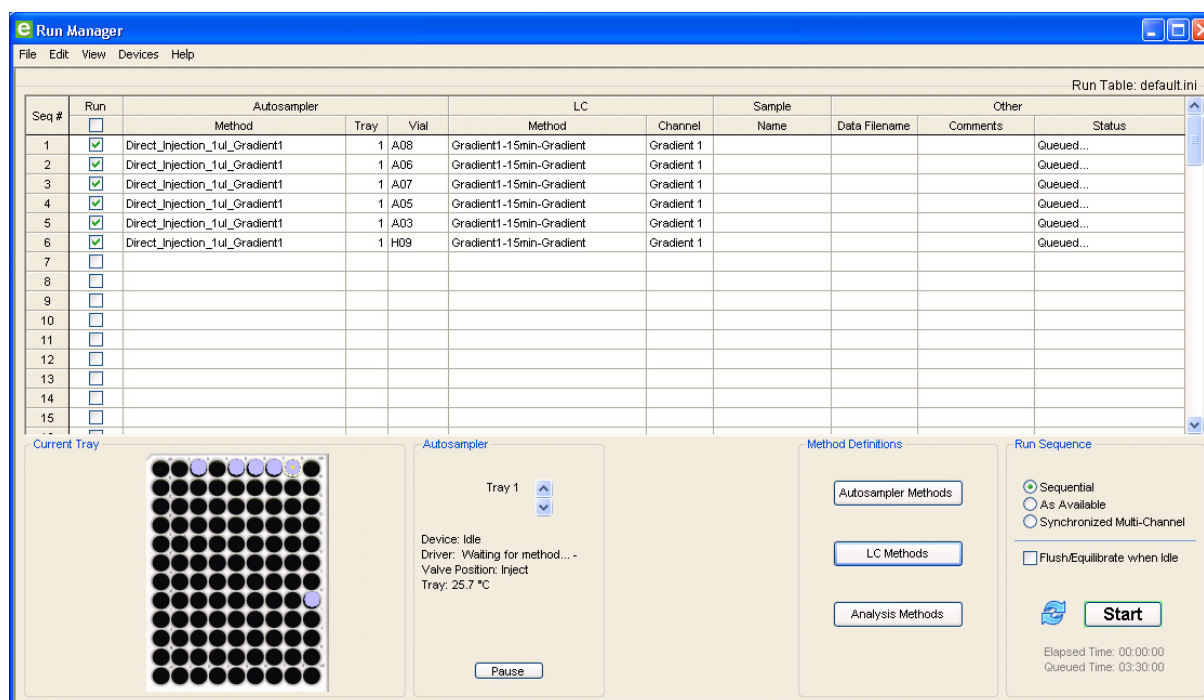 e Run Manager
File Edit View Devices Help
Run Table: default.ini
Seq # Run Autosampler LC Sample Other
Method Tray Vial Method Channel Name Data Filename Comments Status
1 Direct_Injection_1ul_Gradient1 1 A08 Gradient1-15min-Gradient Gradient 1 Queued...
2 Direct_Injection_1ul_Gradient1 1 A06 Gradient1-15min-Gradient Gradient 1 Queued...
3 Direct_Injection_1ul_Gradient1 1 A07 Gradient1-15min-Gradient Gradient 1 Queued...
4 Direct_Injection_1ul_Gradient1 1 A05 Gradient1-15min-Gradient Gradient 1 Queued...
5 Direct_Injection_1ul_Gradient1 1 A03 Gradient1-15min-Gradient Gradient 1 Queued...
6 Direct_Injection_1ul_Gradient1 1 H09 Gradient1-15min-Gradient Gradient 1 Queued...
7
8
9
10
11
12
13
14
15
Current Tray
Autosampler
Tray 1
Device: Idle
Driver: Waiting for method... -
Valve Position: Inject
Tray: 25.7 °C
Pause
Method Definitions
Autosampler Methods
LC Methods
Analysis Methods
Run Sequence
Sequential
As Available
Synchronized Multi-Channel
Flush/Equilibrate when Idle
Start
Elapsed Time: 00:00:00
Queued Time: 03:30:00